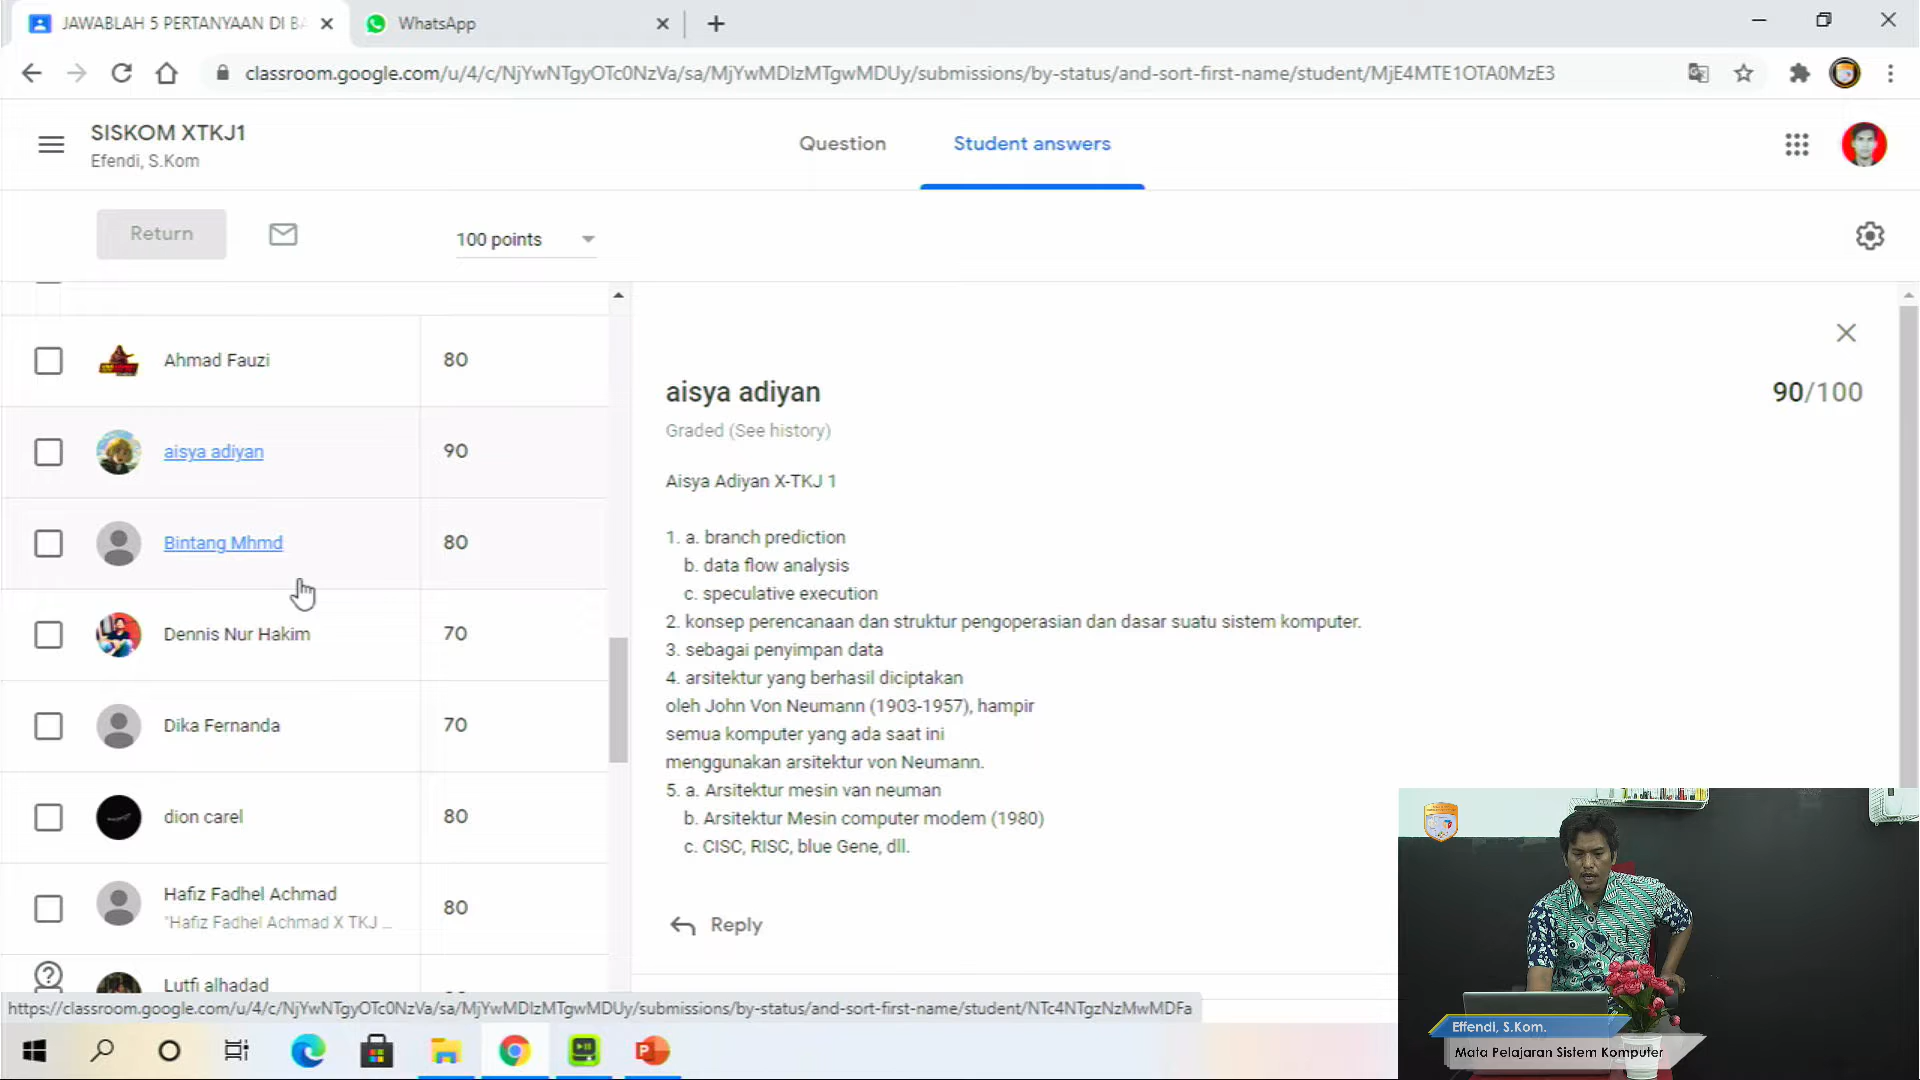 JAWABLAH 5 PERTANYAAN DI BA
WhatsApp
classroom.google.com/u/4/c/NjYwNTgyOTc0NzVa/sa/MjYwMDIzMTgwMDUy/submissions/by-status/and-sort-first-name/student/MjE4MTE1OTA0MzE3
SISKOM XTKJ1
Efendi, S.Kom
Question
Student answers
Return
100 points
Ahmad Fauzi 80
aisya adiyan 90
Bintang Mhmd 80
Dennis Nur Hakim 70
Dika Fernanda 70
dion carel 80
Hafiz Fadhel Achmad 80
"Hafiz Fadhel Achmad X TKJ ...
Lutfi alhadad
aisya adiyan
90/100
Graded (See history)
Aisya Adiyan X-TKJ 1
1. a. branch prediction
b. data flow analysis
c. speculative execution
2. konsep perencanaan dan struktur pengoperasian dan dasar suatu sistem komputer.
3. sebagai penyimpan data
4. arsitektur yang berhasil diciptakan
oleh John Von Neumann (1903-1957), hampir
semua komputer yang ada saat ini
menggunakan arsitektur von Neumann.
5. a. Arsitektur mesin van neuman
b. Arsitektur Mesin computer modem (1980)
c. CISC, RISC, blue Gene, dll.
Reply
https://classroom.google.com/u/4/c/NjYwNTgyOTc0NzVa/sa/MjYwMDIzMTgwMDUy/submissions/by-status/and-sort-first-name/student/NTc4NTgzNzMwMDFa
Effendi, S.Kom.
Mata Pelajaran Sistem Komputer